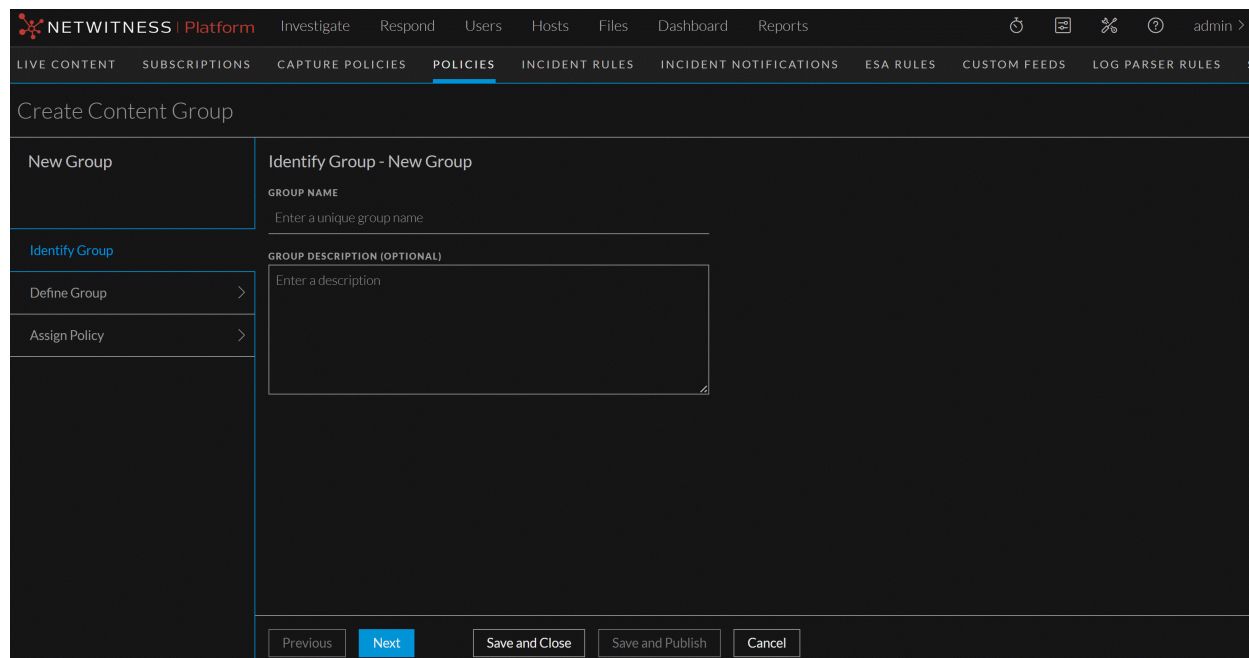 NETWITNESS | Platform Investigate Respond Users Hosts Files Dashboard Reports admin >
LIVE CONTENT SUBSCRIPTIONS CAPTURE POLICIES POLICIES INCIDENT RULES INCIDENT NOTIFICATIONS ESA RULES CUSTOM FEEDS LOG PARSER RULES
Create Content Group
New Group
Identify Group
Define Group
Assign Policy
Identify Group - New Group
GROUP NAME
Enter a unique group name
GROUP DESCRIPTION (OPTIONAL)
Enter a description
Previous Next Save and Close Save and Publish Cancel